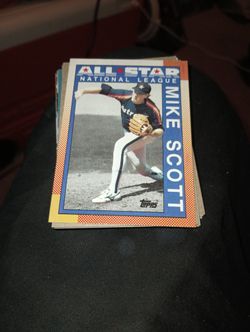 ALL★STAR
NATIONAL LEAGUE
MIKE SCOTT
Topps